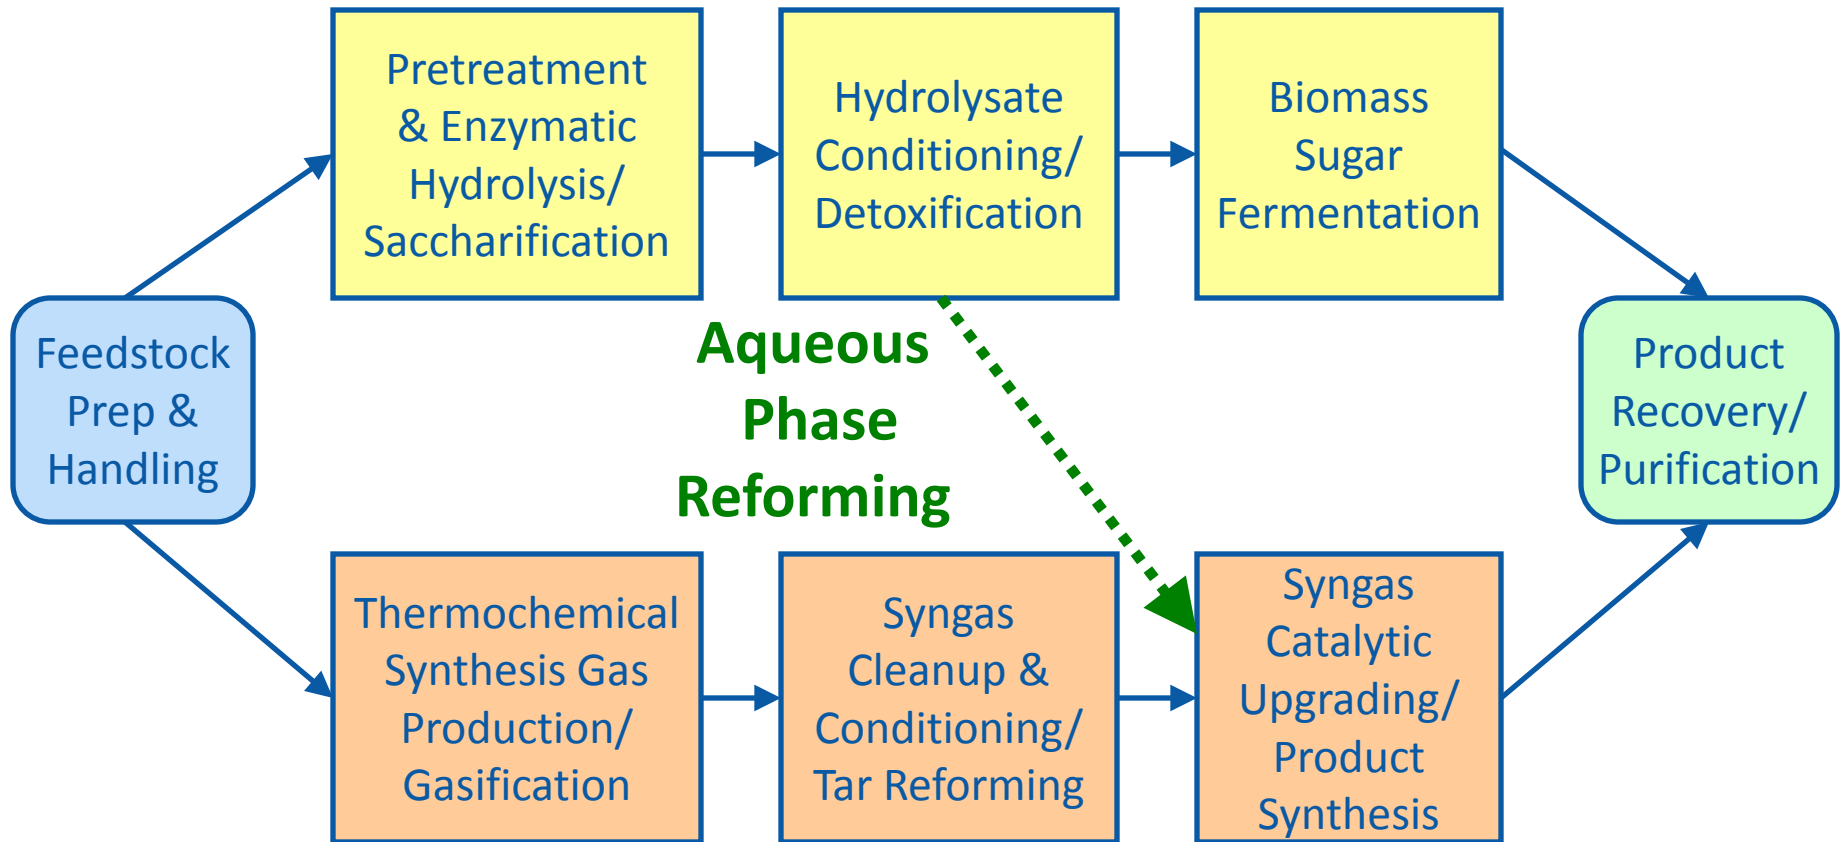 Pretreatment
& Enzymatic
Hydrolysis/
Saccharification
Hydrolysate
Conditioning/
Detoxification
Biomass
Sugar
Fermentation
Feedstock
Prep &
Handling
Aqueous
Phase
Reforming
Product
Recovery/
Purification
Thermochemical
Synthesis Gas
Production/
Gasification
Syngas
Cleanup &
Conditioning/
Tar Reforming
Syngas
Catalytic
Upgrading/
Product
Synthesis